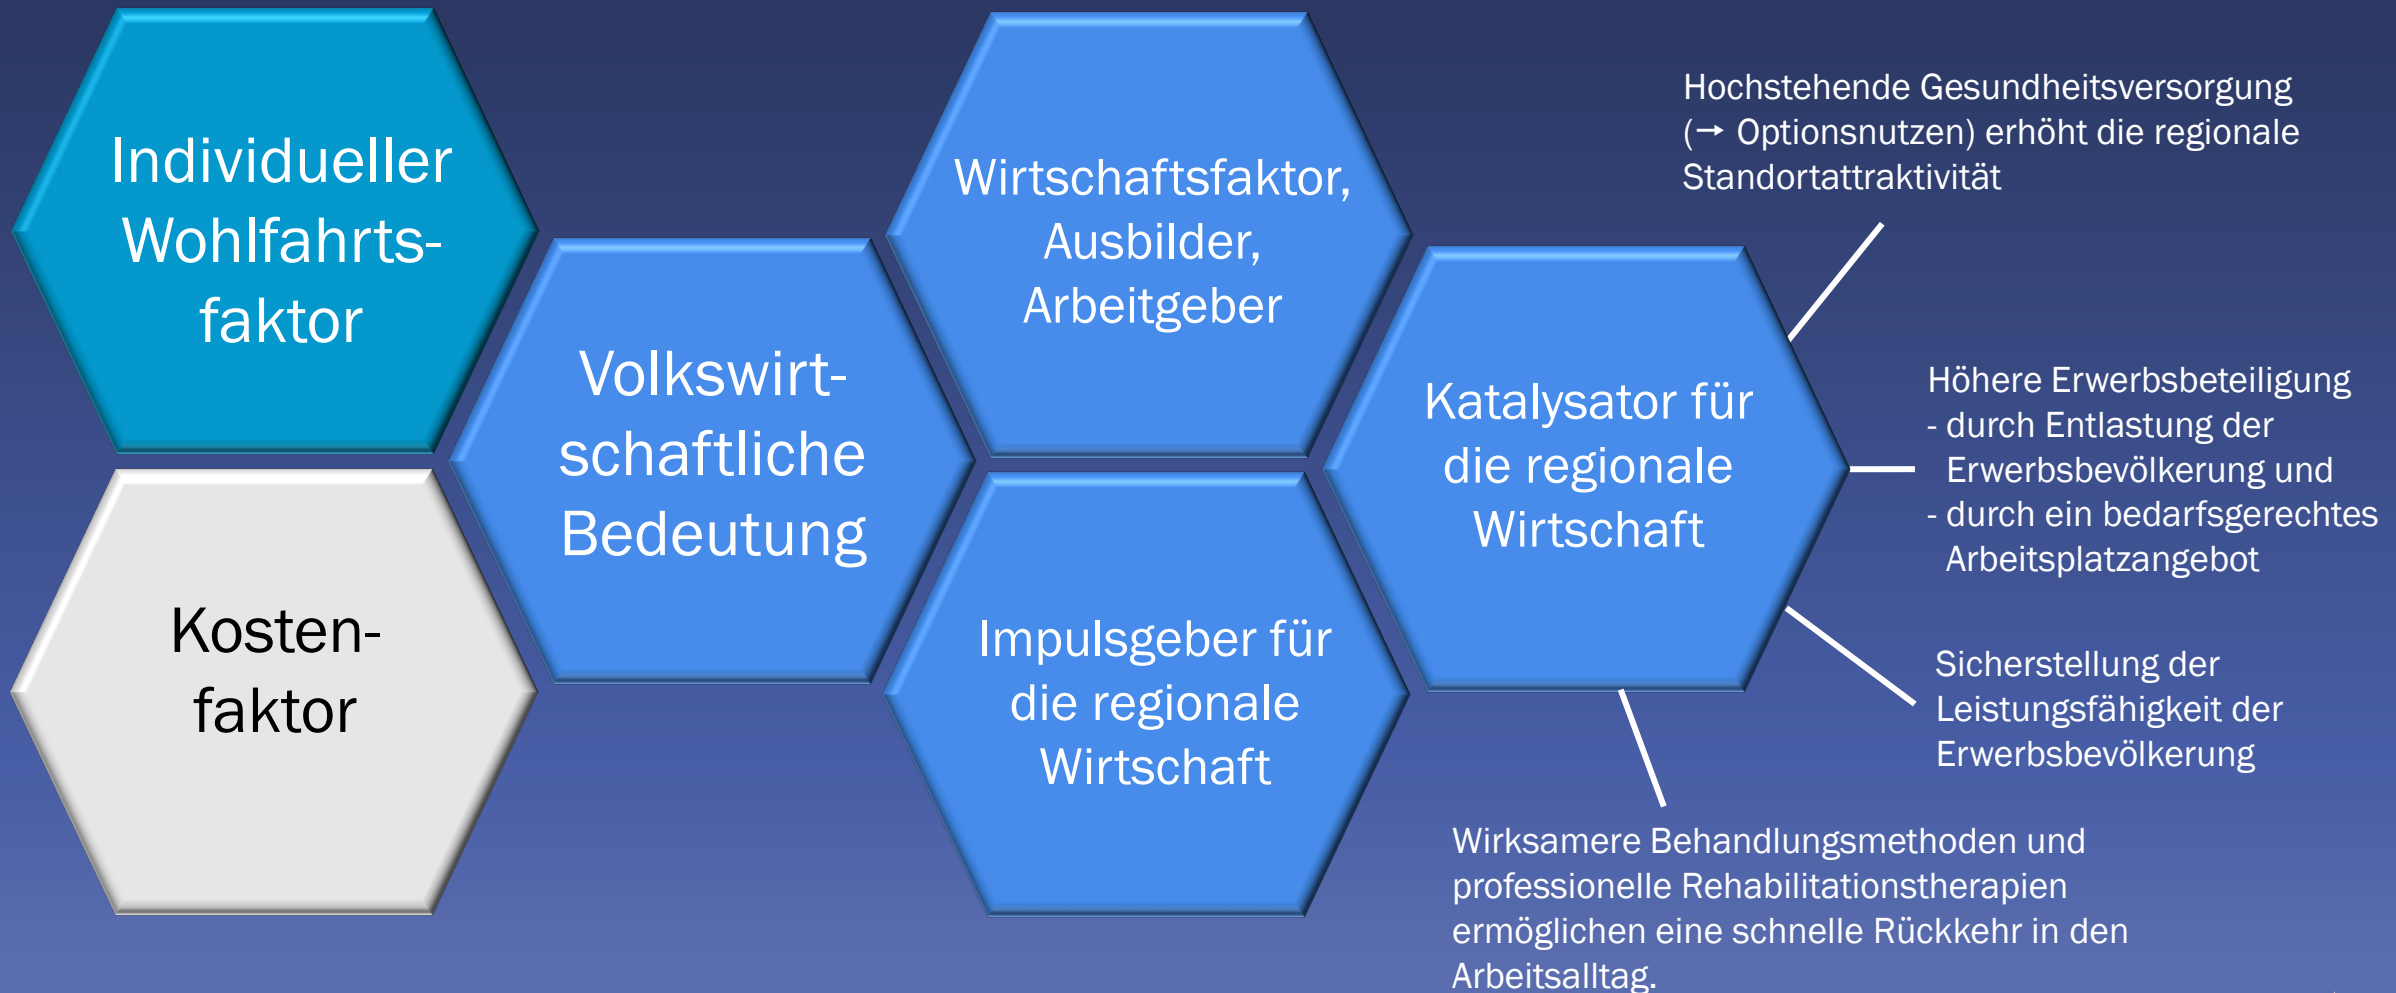 Individueller
Wohlfahrts-
faktor
Kosten-
faktor
Volkswirt-
schaftliche
Bedeutung
Wirtschaftsfaktor,
Ausbilder,
Arbeitgeber
Impulsgeber für
die regionale
Wirtschaft
Katalysator für
die regionale
Wirtschaft
Hochstehende Gesundheitsversorgung
(→ Optionsnutzen) erhöht die regionale
Standortattraktivität
Höhere Erwerbsbeteiligung
- durch Entlastung der
Erwerbsbevölkerung und
- durch ein bedarfsgerechtes
Arbeitsplatzangebot
Sicherstellung der
Leistungsfähigkeit der
Erwerbsbevölkerung
Wirksamere Behandlungsmethoden und
professionelle Rehabilitationstherapien
ermöglichen eine schnelle Rückkehr in den
Arbeitsalltag.